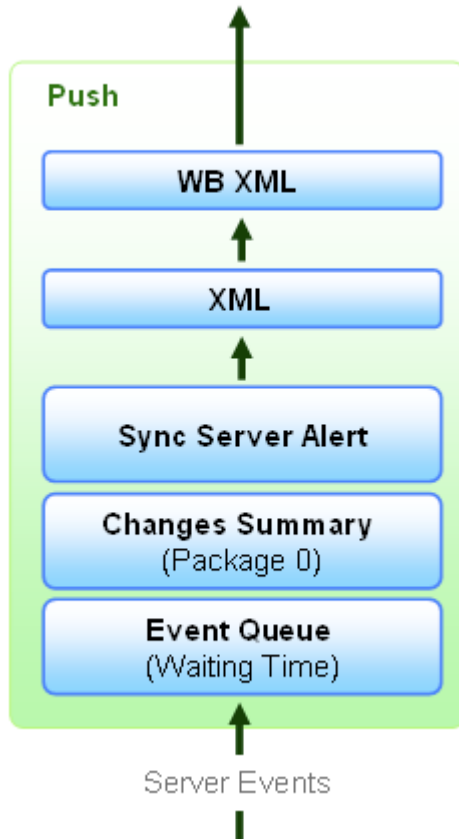 Push
WB XML
XML
Sync Server Alert
Changes Summary
(Package 0)
Event Queue
(Waiting Time)
Server Events